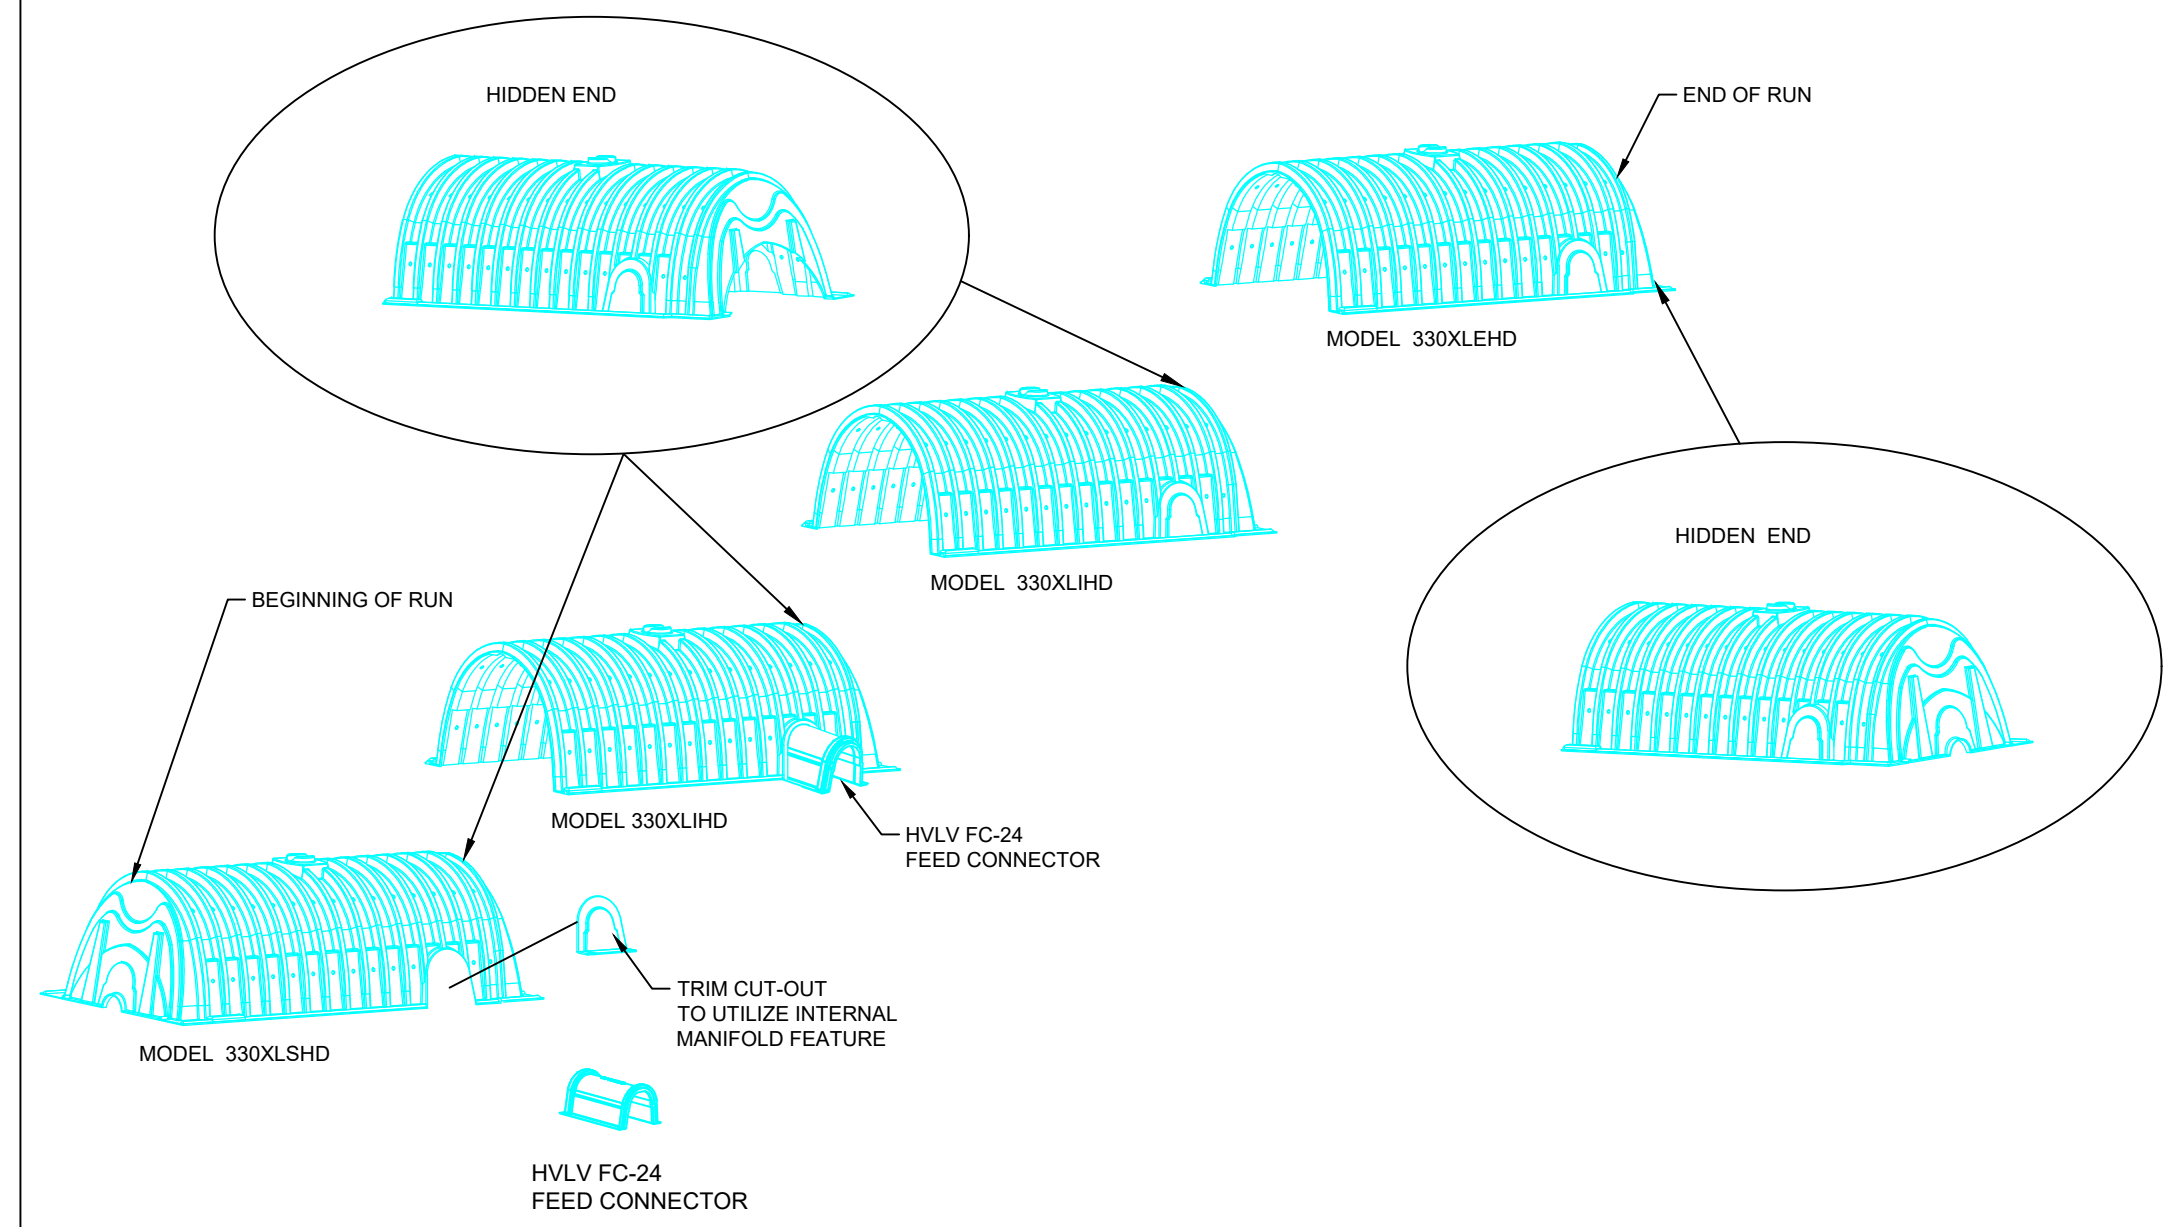 HIDDEN END
END OF RUN
MODEL 330XLEHD
HIDDEN END
MODEL 330XLIHD
BEGINNING OF RUN
MODEL 330XLIHD
HVLV FC-24
FEED CONNECTOR
TRIM CUT-OUT
TO UTILIZE INTERNAL
MANIFOLD FEATURE
MODEL 330XLSHD
HVLV FC-24
FEED CONNECTOR